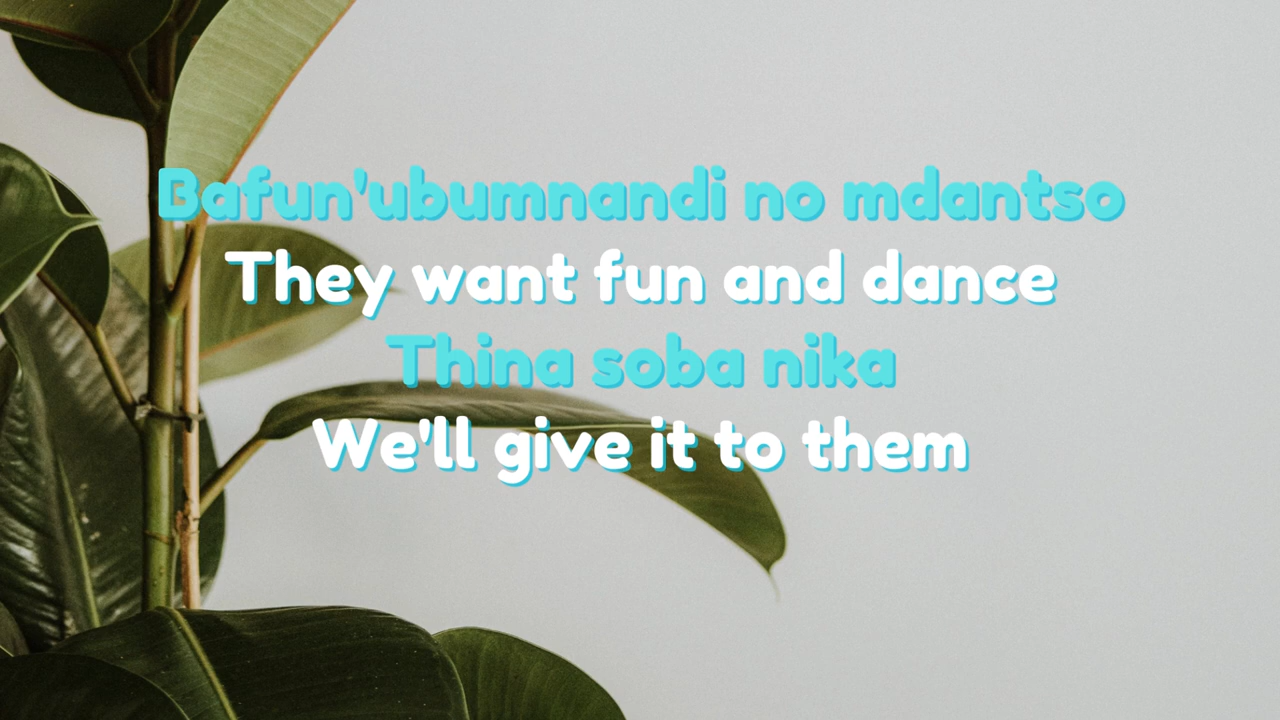 Bafun'ubumnandi no mdantso
They want fun and dance
Thina soba nika
We'll give it to them